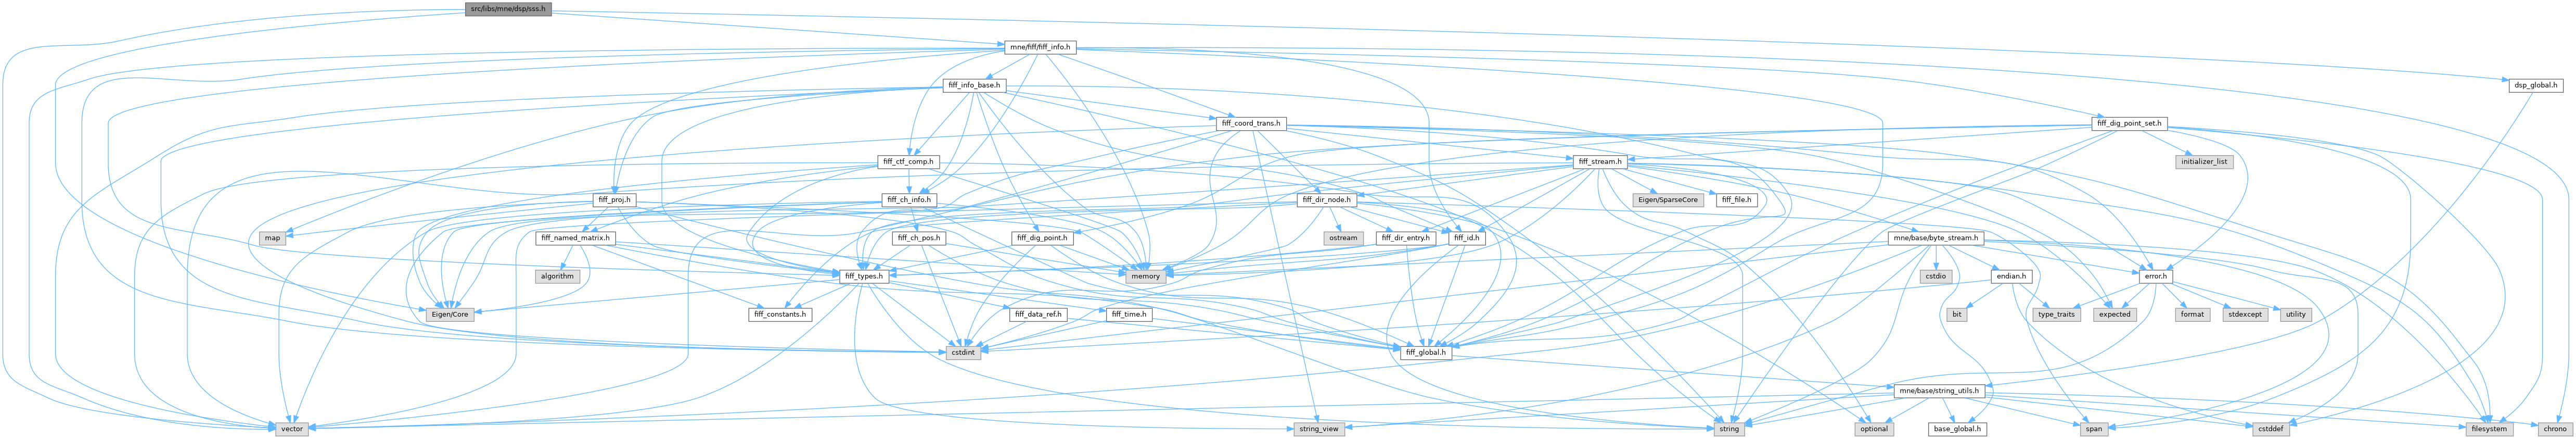 src/libs/mne/dsp/sss.h
mne/fiff/fiff_info.h
fiff_info_base.h
dsp_global.h
fiff_coord_trans.h
fiff_dig_point_set.h
fiff_ctf_comp.h
fiff_stream.h
initializer_list
fiff_proj.h
fiff_ch_info.h
fiff_dir_node.h
Eigen/SparseCore
fiff_file.h
map
fiff_named_matrix.h
fiff_ch_pos.h
fiff_dig_point.h
ostream
fiff_dir_entry.h
fiff_id.h
mne/base/byte_stream.h
algorithm
fiff_types.h
memory
cstdio
endian.h
error.h
Eigen/Core
fiff_constants.h
fiff_data_ref.h
fiff_time.h
bit
type_traits
expected
format
stdexcept
utility
cstdint
fiff_global.h
mne/base/string_utils.h
vector
string_view
string
optional
base_global.h
span
cstddef
filesystem
chrono